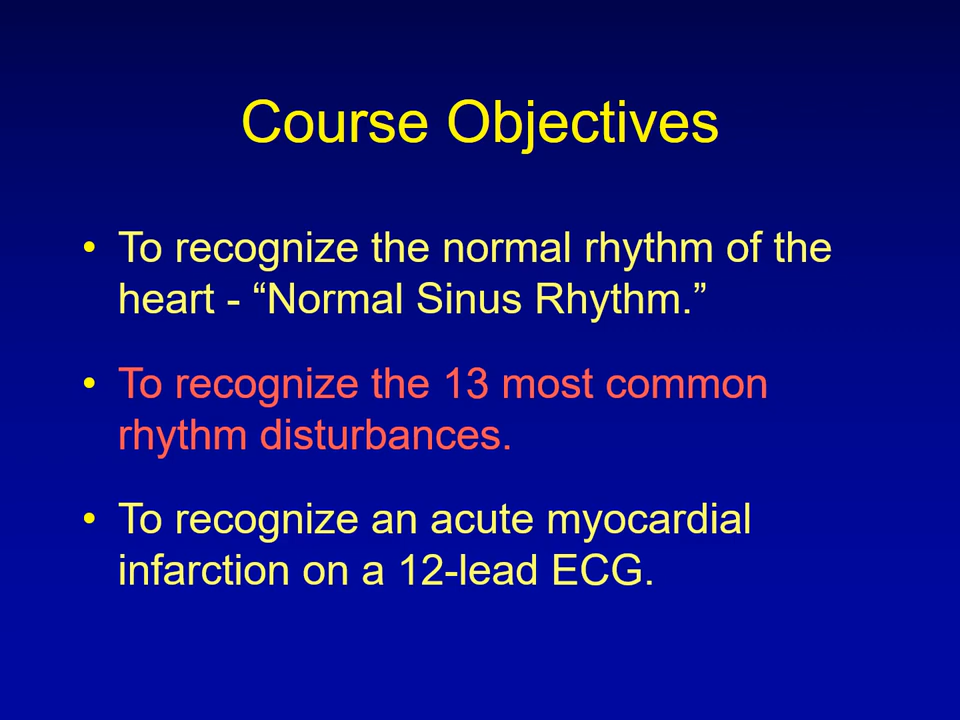 Course Objectives
• To recognize the normal rhythm of the
heart - “Normal Sinus Rhythm.”
• To recognize the 13 most common
rhythm disturbances.
• To recognize an acute myocardial
infarction on a 12-lead ECG.